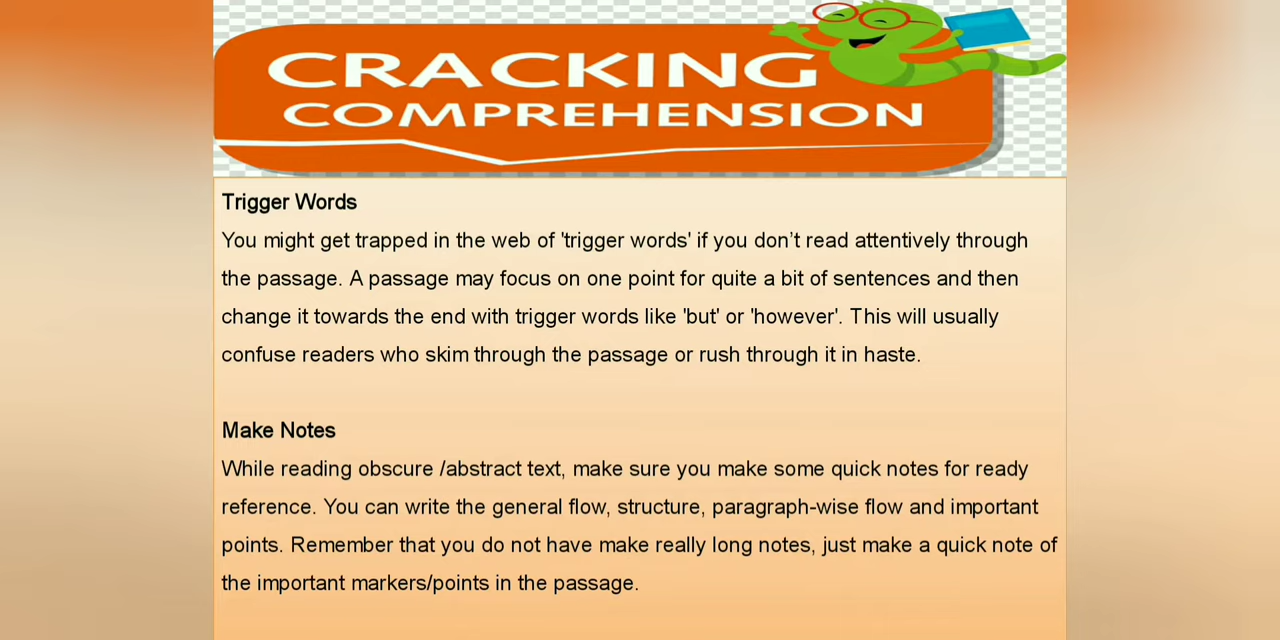 CRACKING
COMPREHENSION
Trigger Words
You might get trapped in the web of 'trigger words' if you don’t read attentively through
the passage. A passage may focus on one point for quite a bit of sentences and then
change it towards the end with trigger words like 'but' or 'however'. This will usually
confuse readers who skim through the passage or rush through it in haste.
Make Notes
While reading obscure /abstract text, make sure you make some quick notes for ready
reference. You can write the general flow, structure, paragraph-wise flow and important
points. Remember that you do not have make really long notes, just make a quick note of
the important markers/points in the passage.